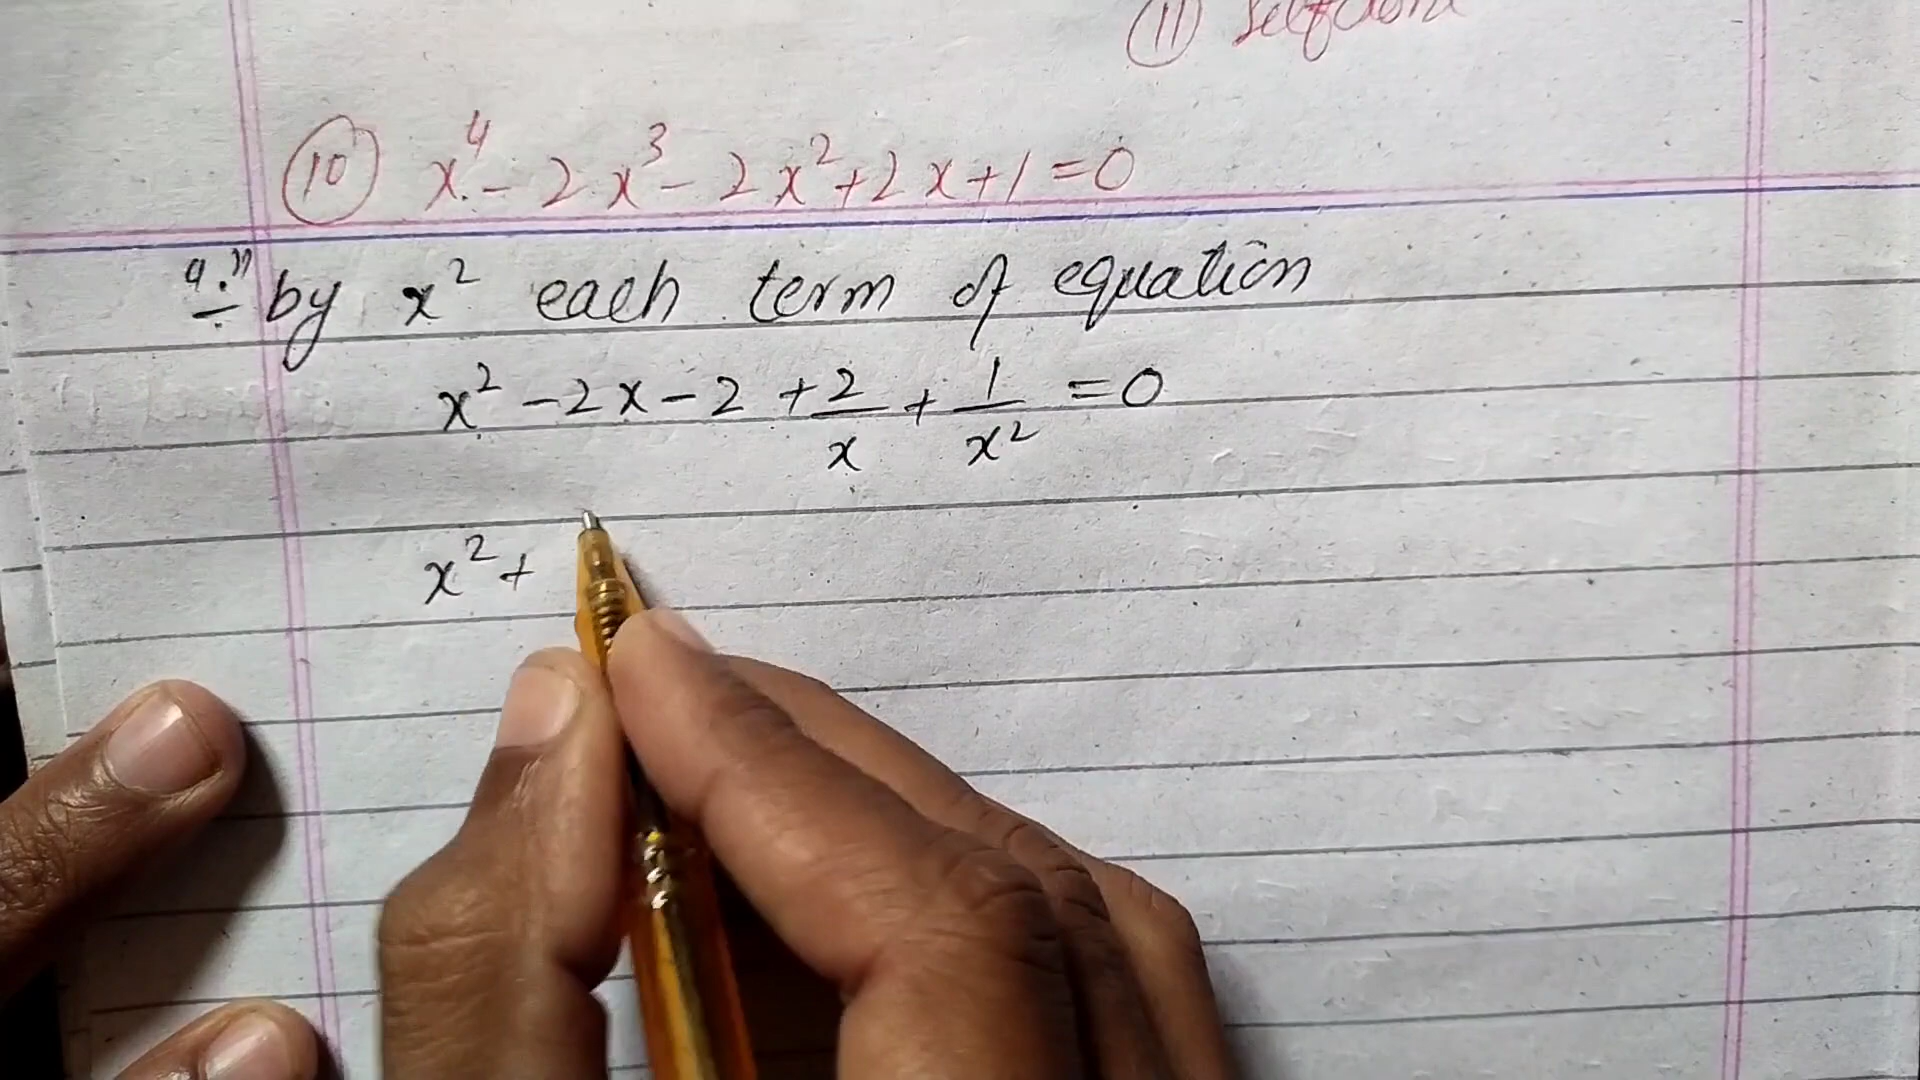 (11)
(10) x⁴ - 2x³ - 2x² + 2x + 1 = 0
by x² each term of equation
x² - 2x - 2 + 2/x + 1/x² = 0
x² +